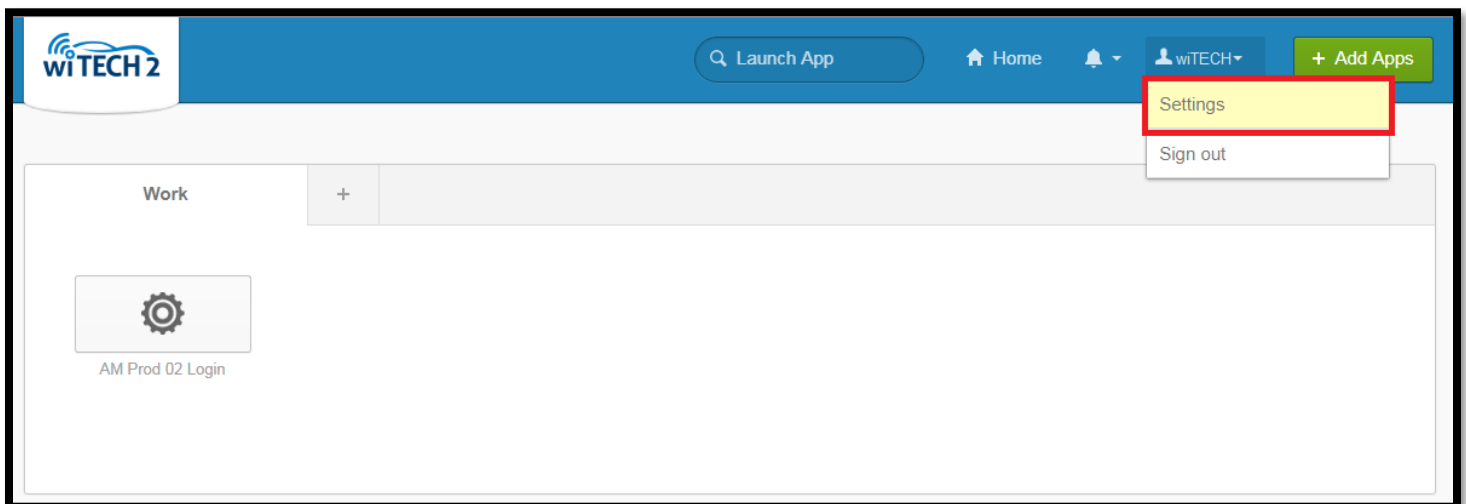 wiTECH 2
Launch App
Home
wiTECH
+ Add Apps
Settings
Sign out
Work
+
AM Prod 02 Login